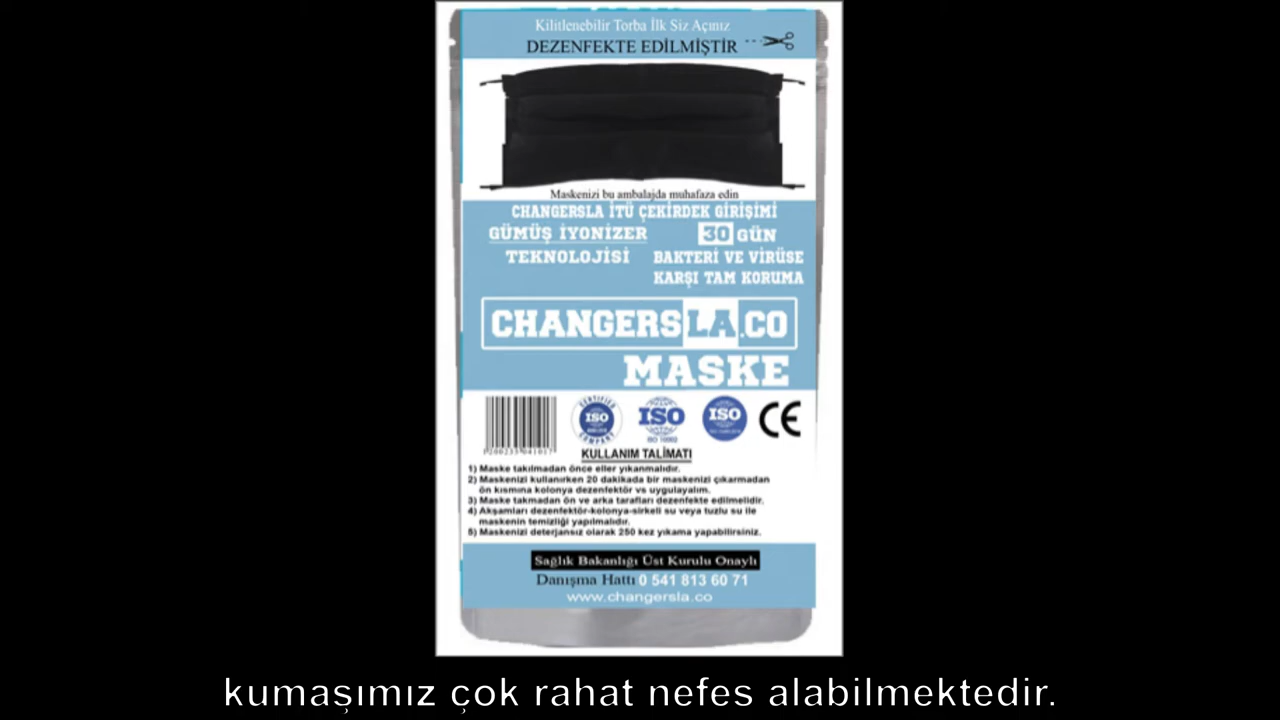 Kilitlenebilir Torba İlk Siz Açınız
DEZENFEKTE EDİLMİŞTİR
Maskenizi bu ambalajda muhafaza edin
CHANGERSLA İTÜ ÇEKİRDEK GİRİŞİMİ
GÜMÜŞ İYONİZER
TEKNOLOJİSİ
30 GÜN
BAKTERİ VE VİRÜSE
KARŞI TAM KORUMA
CHANGERSLA.CO
MASKE
CERTIFIED
ISO
COMPANY
ISO
ISO 10002
ISO
CE
KULLANIM TALİMATI
1) Maske takılmadan önce eller yıkanmalıdır.
2) Maskenizi kullanırken 20 dakikada bir maskenizi çıkarmadan
ön kısmına kolonya dezenfektör vs uygulayalım.
3) Maske takmadan ön ve arka tarafları dezenfekte edilmelidir.
4) Akşamları dezenfektör-kolonya-sirkeli su veya tuzlu su ile
maskenin temizliği yapılmalıdır.
5) Maskenizi deterjansız olarak 250 kez yıkama yapabilirsiniz.
Sağlık Bakanlığı Üst Kurulu Onaylı
Danışma Hattı 0 541 813 60 71
www.changersla.co
kumaşımız çok rahat nefes alabilmektedir.